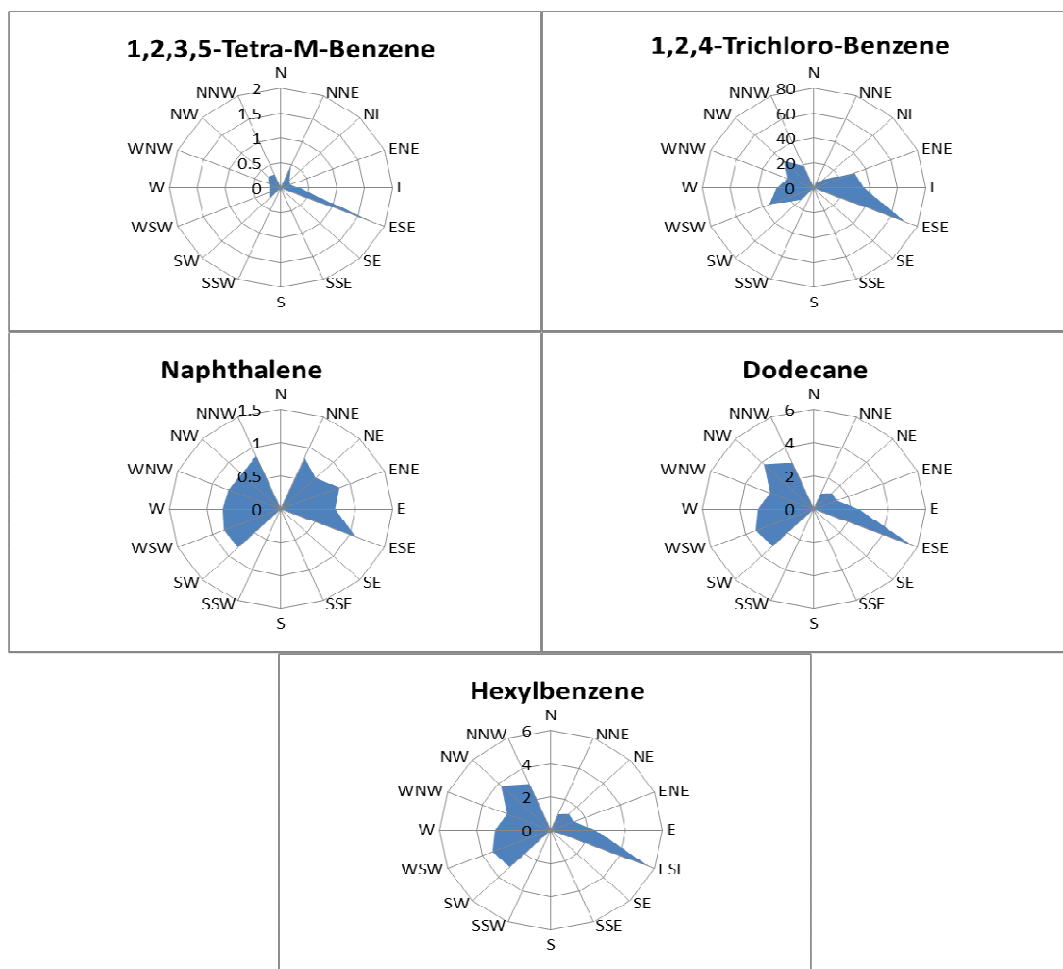 1,2,3,5-Tetra-M-Benzene
N
NNW 2 NNE
NW 1.5 NI
1
WNW 0.5 ENE
W 0 I
WSW ESE
SW SE
SSW SSE
S
1,2,4-Trichloro-Benzene
N
NNW 80 NNE
NW 60 NI
40
WNW 20 ENE
W 0 I
WSW ESE
SW SE
SSW SSE
S
Naphthalene
N
NNW 1.5 NNE
NW NE
1
WNW 0.5 ENE
W 0 E
WSW ESE
SW SE
SSW SSE
S
Dodecane
N
NNW 6 NNE
NW NE
4
WNW 2 ENE
W 0 E
WSW ESE
SW SE
SSW SSE
S
Hexylbenzene
N
NNW 6 NNE
NW NE
4
WNW 2 ENE
W 0 E
WSW ESE
SW SE
SSW SSE
S